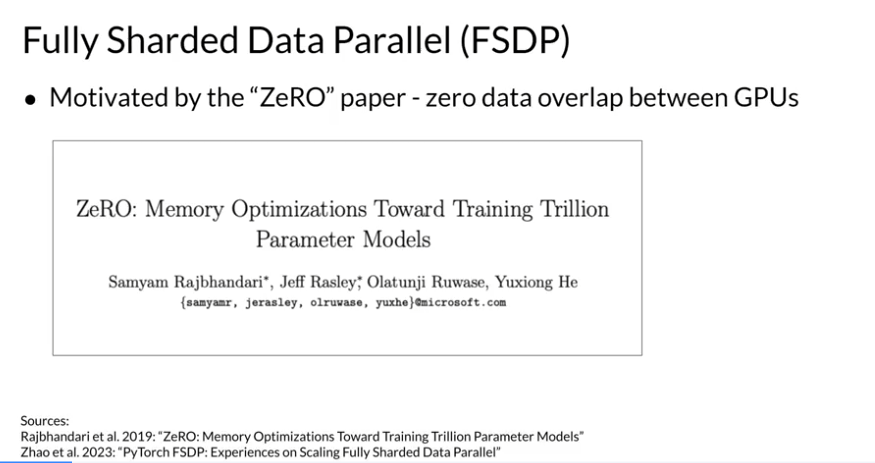 Fully Sharded Data Parallel (FSDP)
● Motivated by the “ZeRO” paper - zero data overlap between GPUs
ZeRO: Memory Optimizations Toward Training Trillion
Parameter Models
Samyam Rajbhandari*, Jeff Rasley*, Olatunji Ruwase, Yuxiong He
{samyamr, jerasley, olruwase, yuxhe}@microsoft.com
Sources:
Rajbhandari et al. 2019: “ZeRO: Memory Optimizations Toward Training Trillion Parameter Models”
Zhao et al. 2023: “PyTorch FSDP: Experiences on Scaling Fully Sharded Data Parallel”